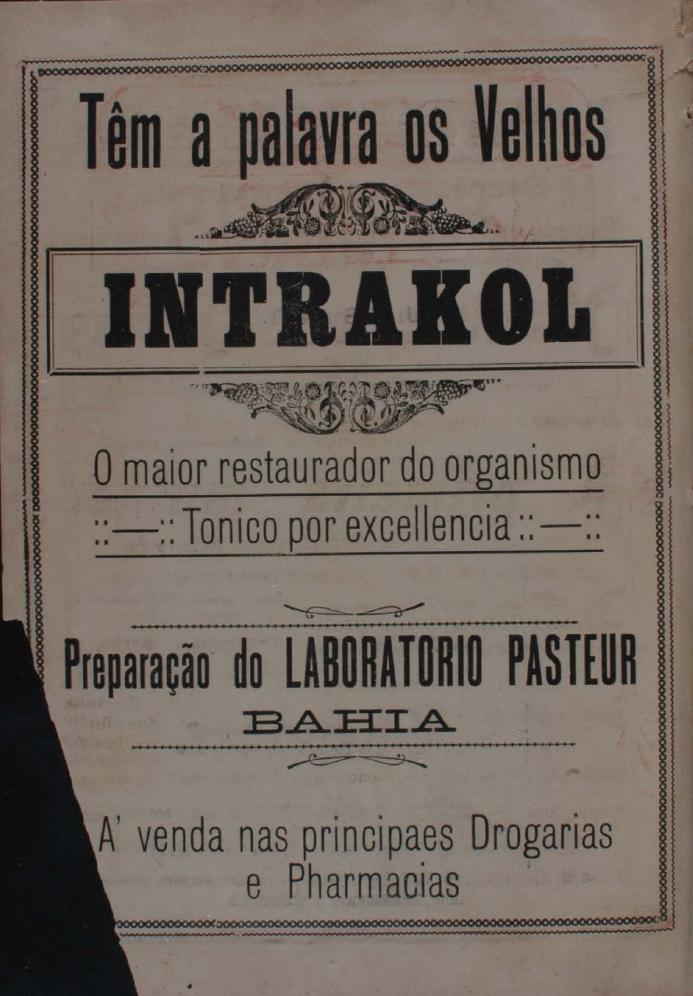 Têm a palavra os Velhos
INTRAKOL
O maior restaurador do organismo
::—:: Tonico por excellencia ::—::
Preparação do LABORATORIO PASTEUR
BAHIA
A' venda nas principaes Drogarias
e Pharmacias